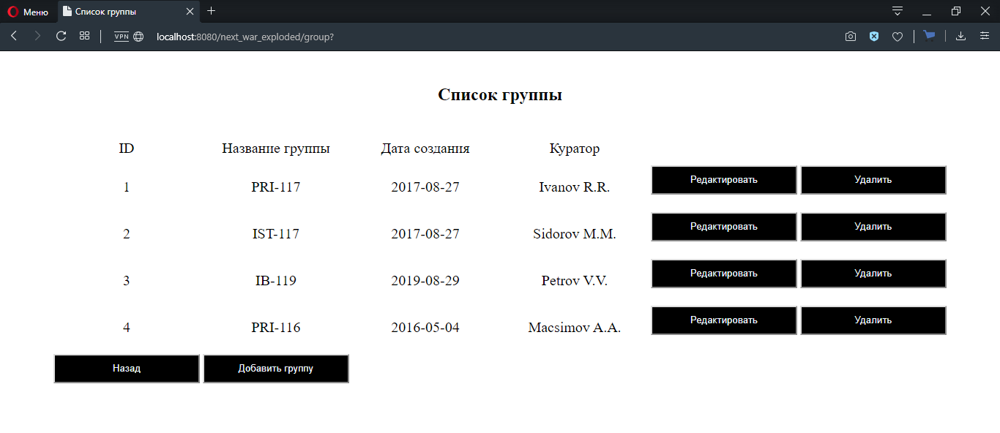 Меню Список группы
VPN localhost:8080/next_war_exploded/group?
Список группы
ID Название группы Дата создания Куратор
1 PRI-117 2017-08-27 Ivanov R.R. Редактировать Удалить
2 IST-117 2017-08-27 Sidorov M.M. Редактировать Удалить
3 IB-119 2019-08-29 Petrov V.V. Редактировать Удалить
4 PRI-116 2016-05-04 Macsimov A.A. Редактировать Удалить
Назад Добавить группу